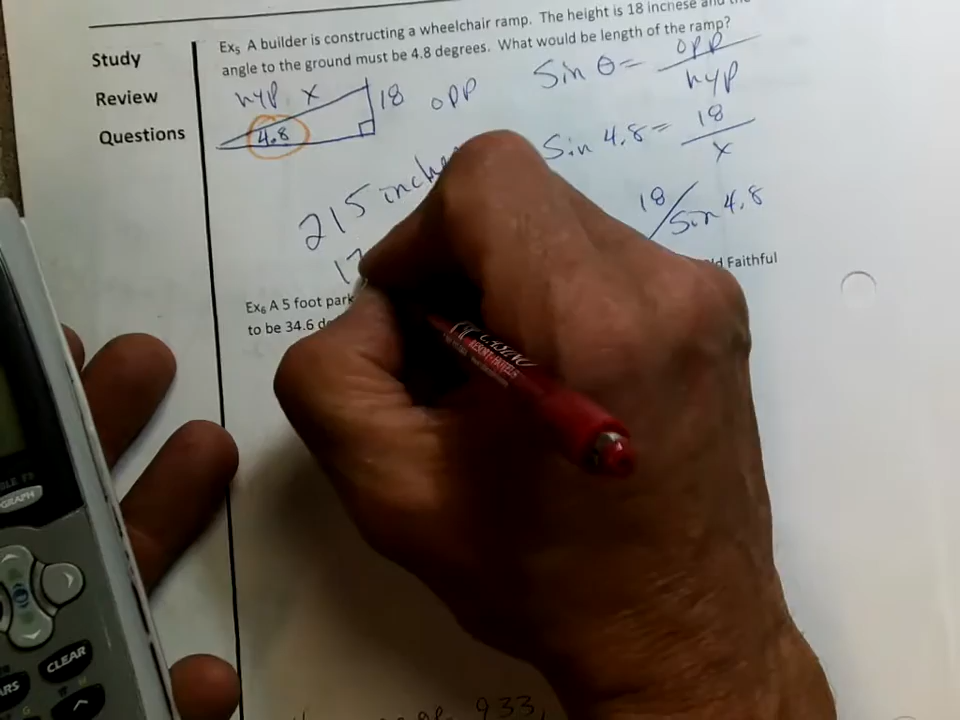 Study
Review
Questions
Ex5 A builder is constructing a wheelchair ramp. The height is 18 inchese and
angle to the ground must be 4.8 degrees. What would be length of the ramp?
hyp x
18 opp
4.8
Sin θ = opp / hyp
Sin 4.8 = 18 / x
18 / Sin 4.8
215 inche
Faithful
Ex6 A 5 foot park
to be 34.6 d
GRAPH
CLEAR
933,